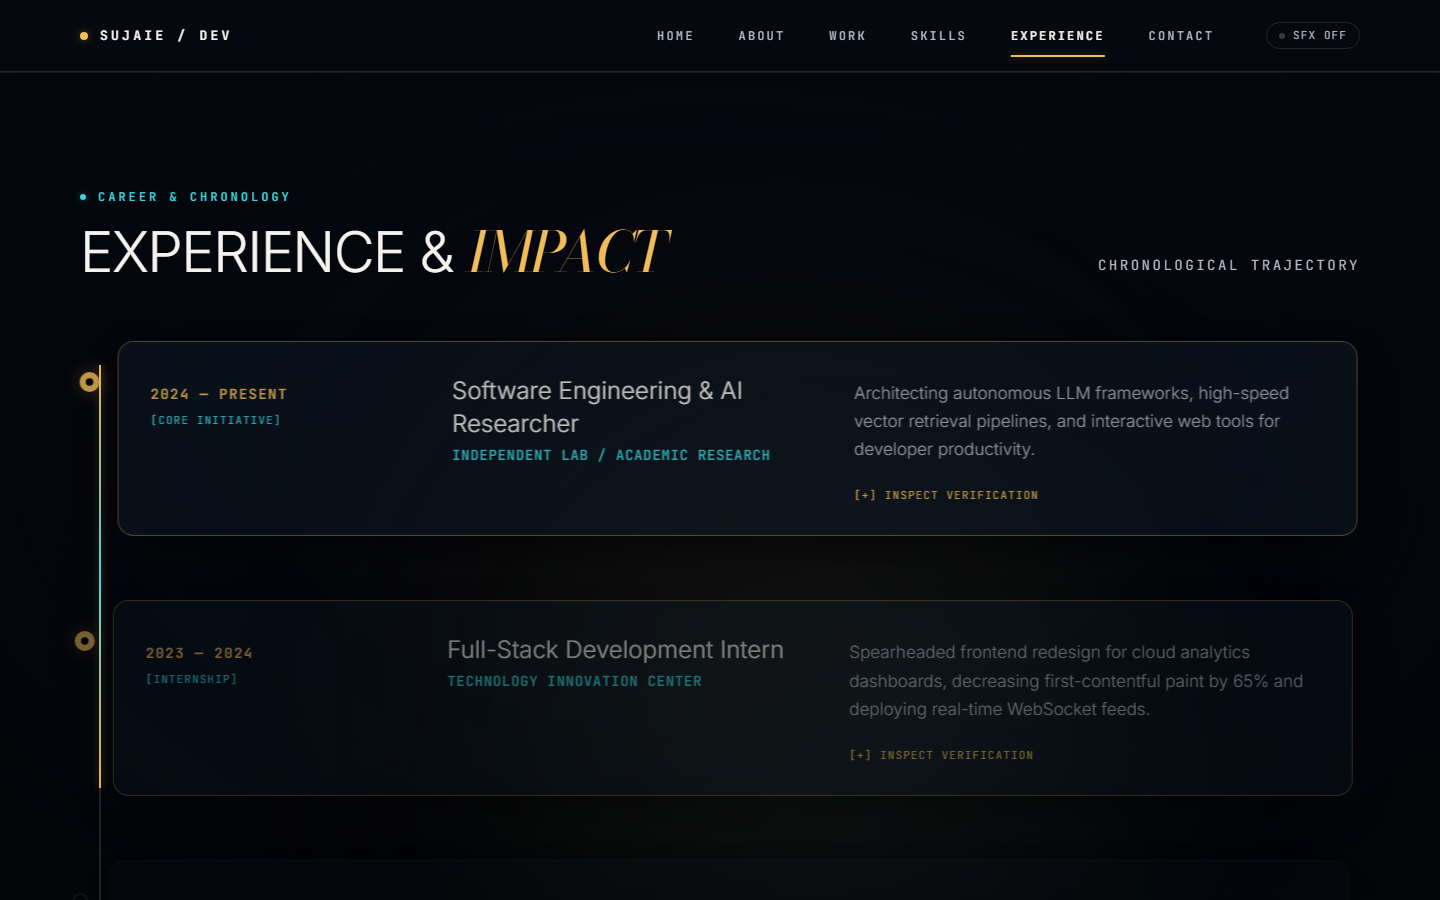 SUJAIE / DEV
HOME
ABOUT
WORK
SKILLS
EXPERIENCE
CONTACT
SFX OFF
CAREER & CHRONOLOGY
EXPERIENCE & IMPACT
CHRONOLOGICAL TRAJECTORY
2024 — PRESENT
[CORE INITIATIVE]
Software Engineering & AI
Researcher
INDEPENDENT LAB / ACADEMIC RESEARCH
Architecting autonomous LLM frameworks, high-speed
vector retrieval pipelines, and interactive web tools for
developer productivity.
[+] INSPECT VERIFICATION
2023 — 2024
[INTERNSHIP]
Full-Stack Development Intern
TECHNOLOGY INNOVATION CENTER
Spearheaded frontend redesign for cloud analytics
dashboards, decreasing first-contentful paint by 65% and
deploying real-time WebSocket feeds.
[+] INSPECT VERIFICATION